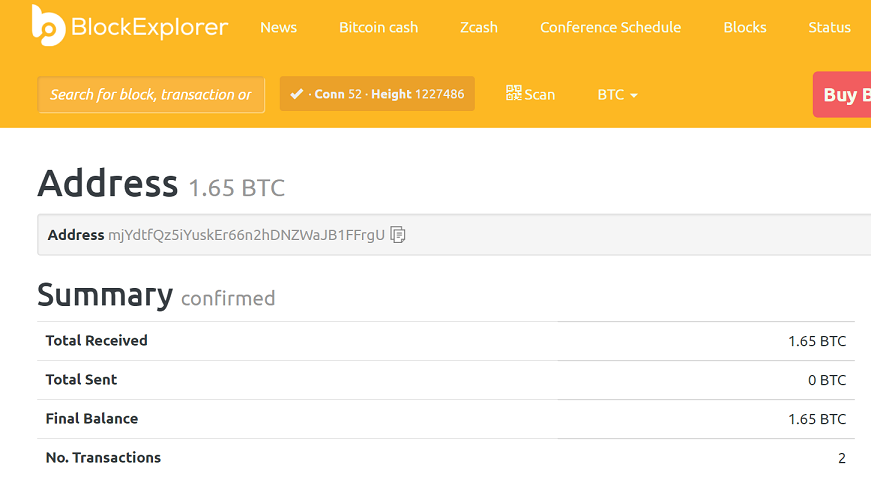 BlockExplorer News Bitcoin cash Zcash Conference Schedule Blocks Status
Search for block, transaction or · Conn 52 · Height 1227486 Scan BTC Buy B
Address 1.65 BTC
Address mjYdtfQz5iYuskEr66n2hDNZWaJB1FFrgU
Summary confirmed
Total Received 1.65 BTC
Total Sent 0 BTC
Final Balance 1.65 BTC
No. Transactions 2